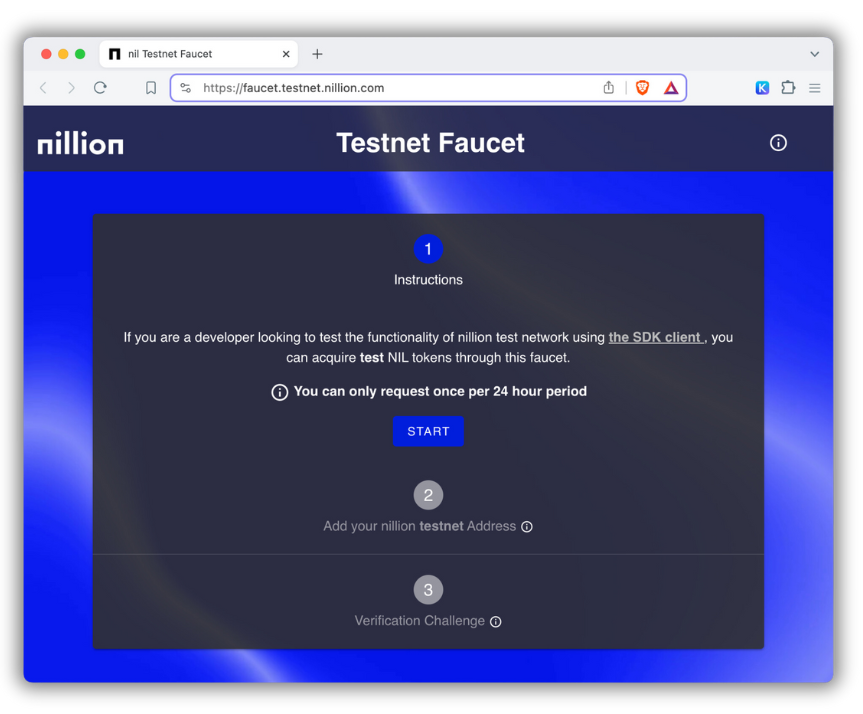 nil Testnet Faucet
https://faucet.testnet.nillion.com
K
nillion
Testnet Faucet
1
Instructions
If you are a developer looking to test the functionality of nillion test network using the SDK client , you
can acquire test NIL tokens through this faucet.
You can only request once per 24 hour period
START
2
Add your nillion testnet Address
3
Verification Challenge